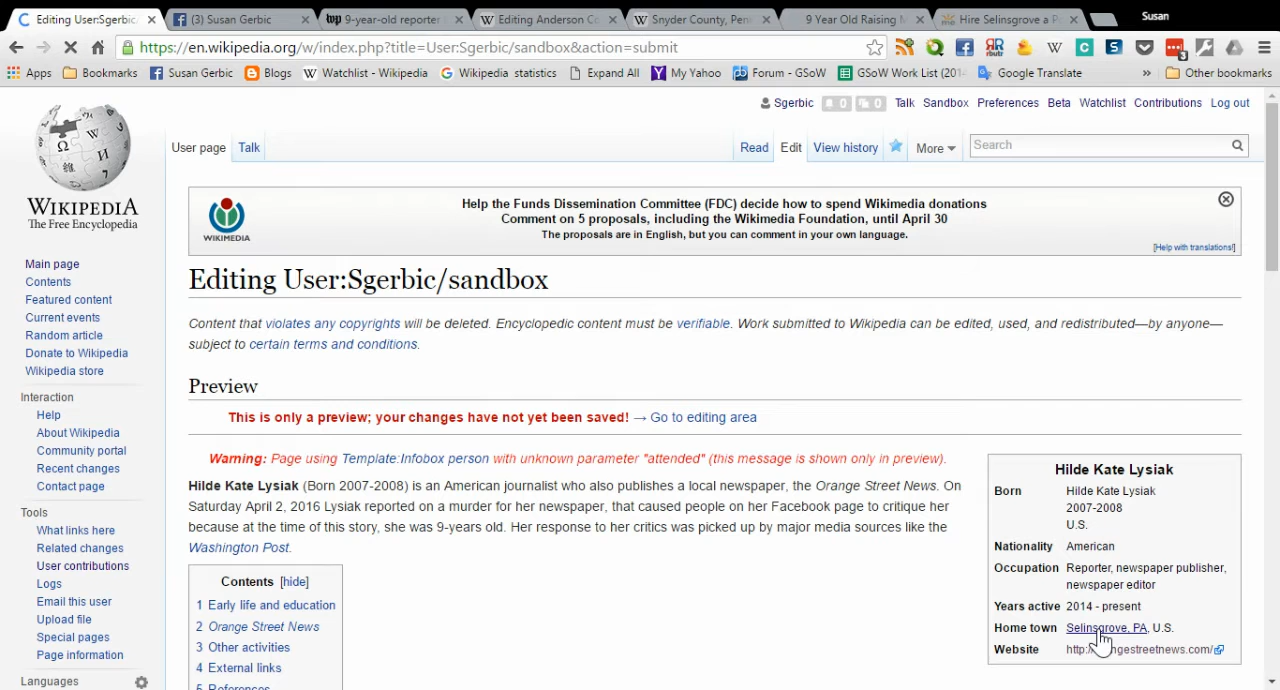 Editing User:Sgerbic/
(3) Susan Gerbic
9-year-old reporter
Editing Anderson Co
Snyder County, Pen
9 Year Old Raising M
Hire Selinsgrove a P
Susan
https://en.wikipedia.org/w/index.php?title=User:Sgerbic/sandbox&action=submit
Apps Bookmarks Susan Gerbic Blogs Watchlist - Wikipedia Wikipedia statistics Expand All My Yahoo Forum - GSoW GSoW Work List (201 Google Translate » Other bookmarks
Sgerbic 0 0 Talk Sandbox Preferences Beta Watchlist Contributions Log out
User page Talk Read Edit View history More Search
WIKIPEDIA
The Free Encyclopedia
Main page
Contents
Featured content
Current events
Random article
Donate to Wikipedia
Wikipedia store
Interaction
Help
About Wikipedia
Community portal
Recent changes
Contact page
Tools
What links here
Related changes
User contributions
Logs
Email this user
Upload file
Special pages
Page information
Languages
WIKIMEDIA
Help the Funds Dissemination Committee (FDC) decide how to spend Wikimedia donations
Comment on 5 proposals, including the Wikimedia Foundation, until April 30
The proposals are in English, but you can comment in your own language.
[Help with translations!]
Editing User:Sgerbic/sandbox
Content that violates any copyrights will be deleted. Encyclopedic content must be verifiable. Work submitted to Wikipedia can be edited, used, and redistributed—by anyone—
subject to certain terms and conditions.
Preview
This is only a preview; your changes have not yet been saved! → Go to editing area
Warning: Page using Template:Infobox person with unknown parameter "attended" (this message is shown only in preview).
Hilde Kate Lysiak (Born 2007-2008) is an American journalist who also publishes a local newspaper, the Orange Street News. On
Saturday April 2, 2016 Lysiak reported on a murder for her newspaper, that caused people on her Facebook page to critique her
because at the time of this story, she was 9-years old. Her response to her critics was picked up by major media sources like the
Washington Post.
Contents [hide]
1 Early life and education
2 Orange Street News
3 Other activities
4 External links
5 References
Hilde Kate Lysiak
Born Hilde Kate Lysiak
2007-2008
U.S.
Nationality American
Occupation Reporter, newspaper publisher,
newspaper editor
Years active 2014 - present
Home town Selinsgrove, PA, U.S.
Website